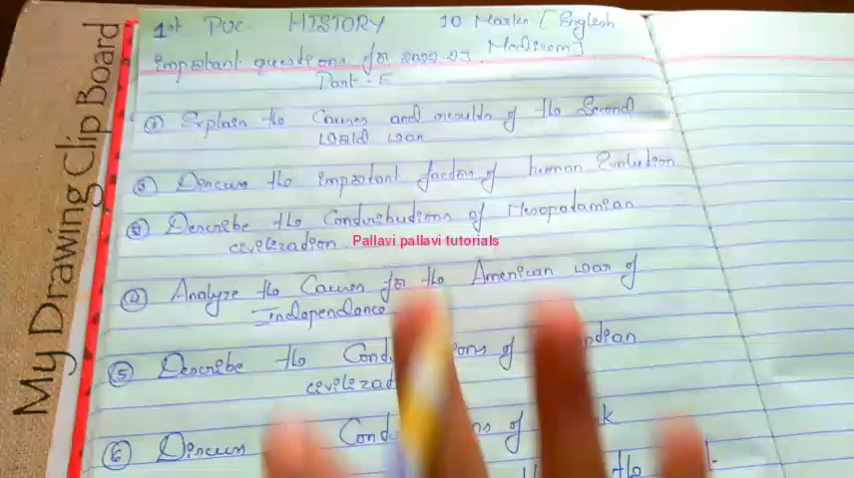 My Drawing Clip Board
1st PUC HISTORY 10 Marks [English
Medium]
Important questions for 2022-23
Part - E
① Explain the Causes and results of the Second
World war
③ Discuss the important factors of human Evolution
Describe the Contributions of Mesopotamian
civilization.
Pallavi pallavi tutorials
④ Analyze the Causes for the American war of
Independence
⑤ Describe the of
⑥ Discuss of
the